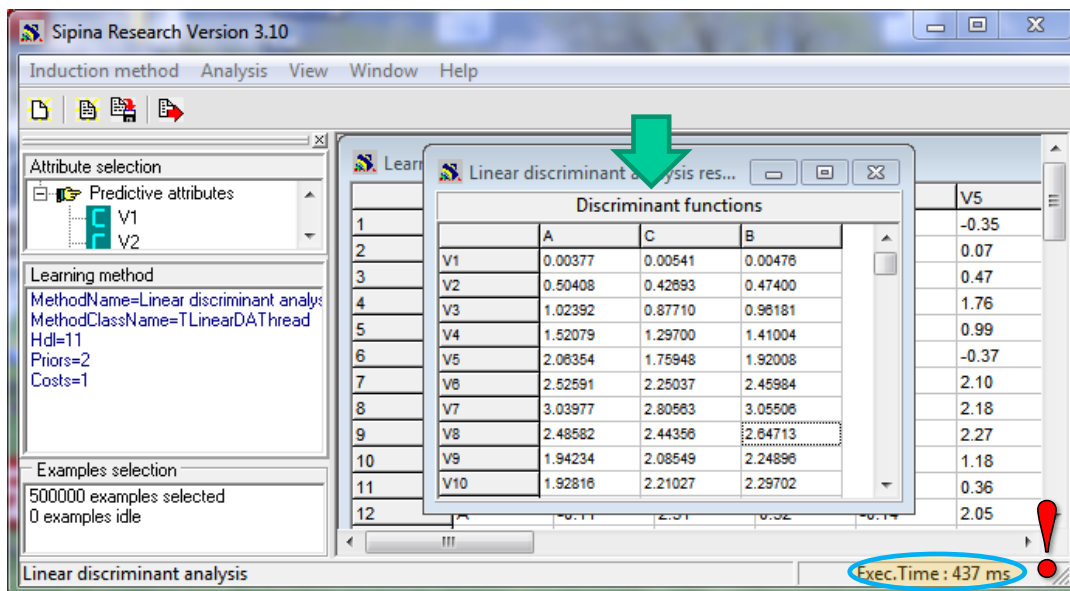 Sipina Research Version 3.10
Induction method Analysis View Window Help
Attribute selection
Predictive attributes
V1
V2
Learning method
MethodName=Linear discriminant analys
MethodClassName=TLinearDAThread
Hdl=11
Priors=2
Costs=1
Examples selection
500000 examples selected
0 examples idle
Learn
V5
1 -0.35
2 0.07
3 0.47
4 1.76
5 0.99
6 -0.37
7 2.10
8 2.18
9 2.27
10 1.18
11 0.36
12 2.05
Linear discriminant analysis res...
Discriminant functions
A C B
V1 0.00377 0.00541 0.00476
V2 0.50408 0.42693 0.47400
V3 1.02392 0.87710 0.96181
V4 1.52079 1.29700 1.41004
V5 2.06354 1.75948 1.92008
V6 2.52591 2.25037 2.45984
V7 3.03977 2.80563 3.05506
V8 2.48582 2.44356 2.64713
V9 1.94234 2.08549 2.24896
V10 1.92816 2.21027 2.29702
Linear discriminant analysis
Exec.Time : 437 ms
!